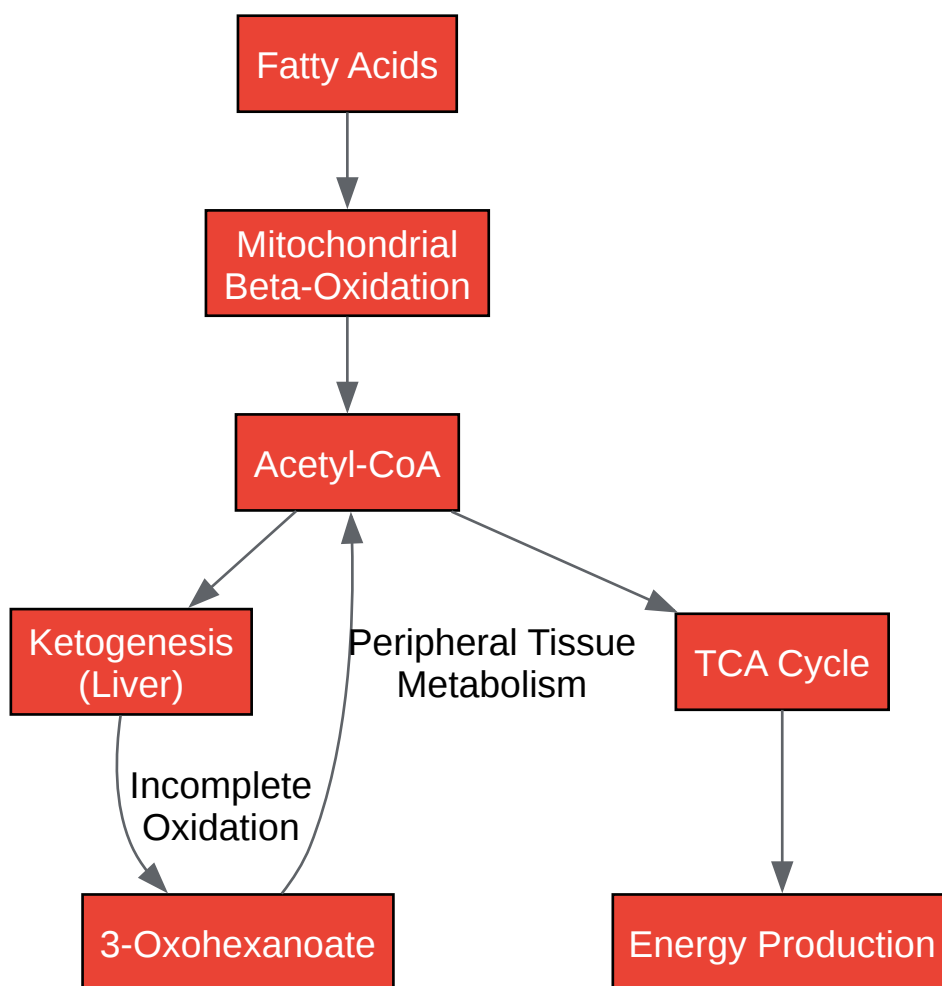 Fatty Acids
Mitochondrial
Beta-Oxidation
Acetyl-CoA
Ketogenesis
(Liver)
Peripheral Tissue
Metabolism
TCA Cycle
Incomplete
Oxidation
3-Oxohexanoate
Energy Production